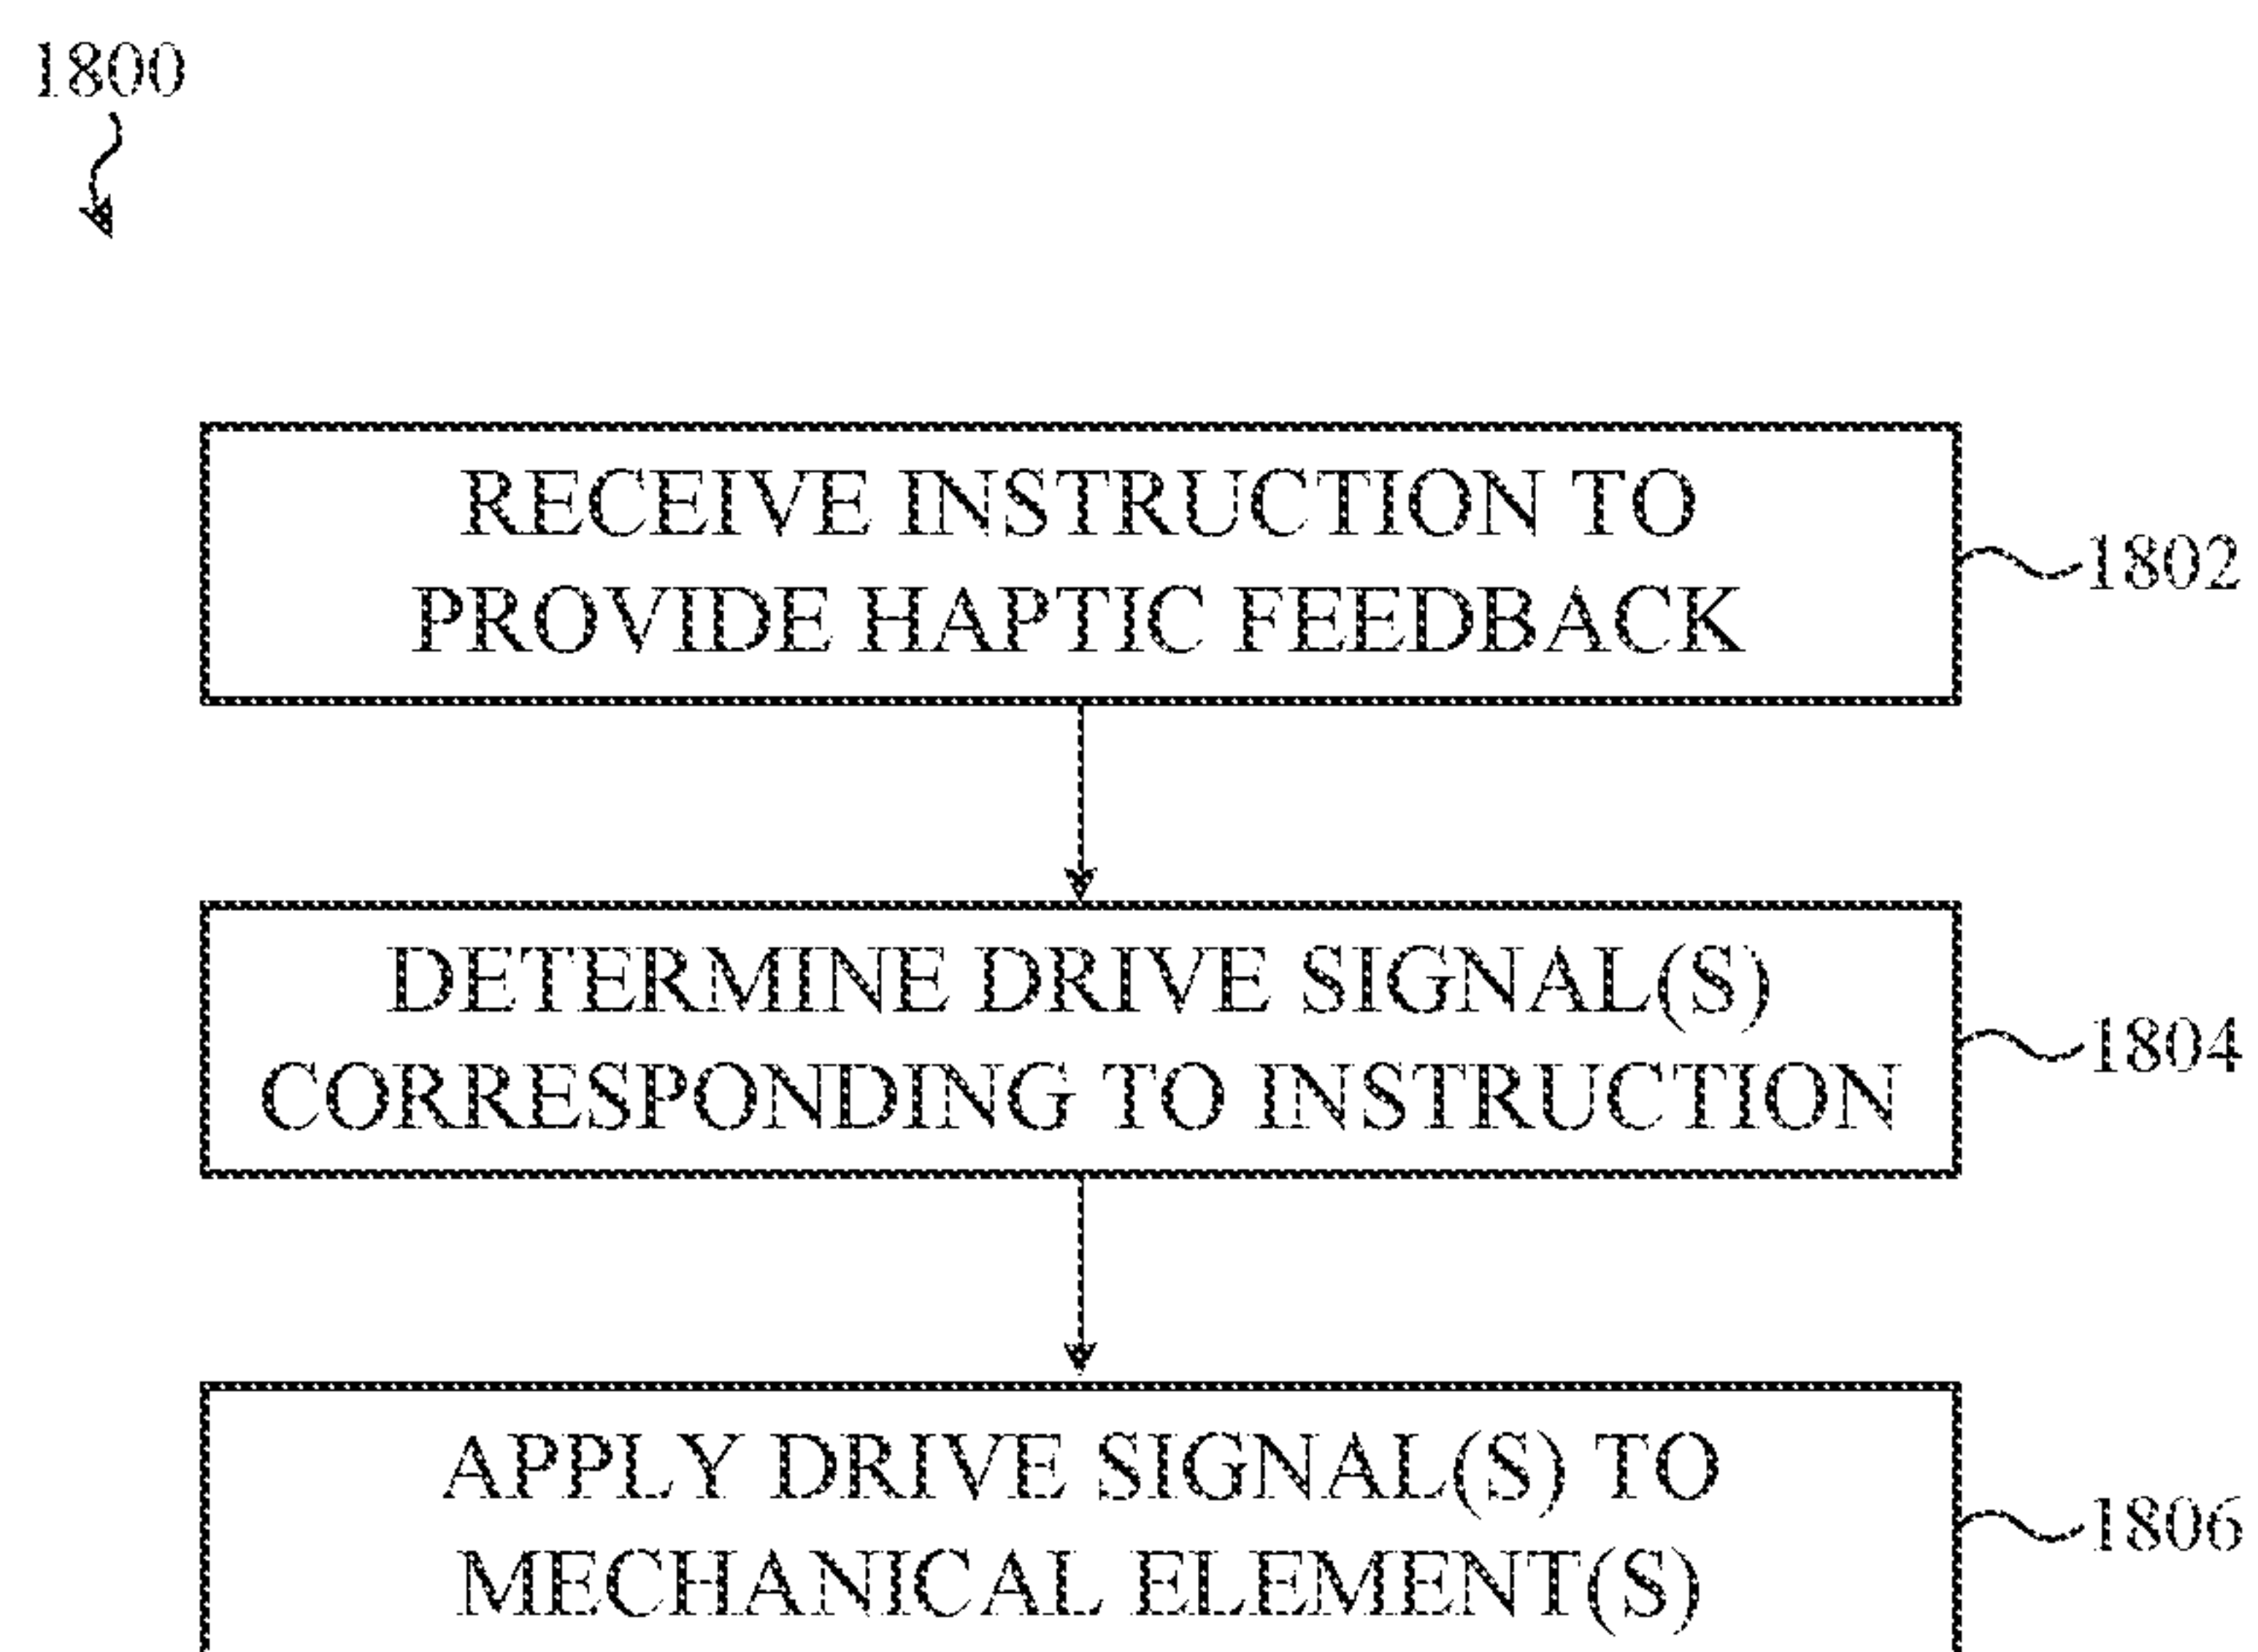 1800
RECEIVE INSTRUCTION TO
PROVIDE HAPTIC FEEDBACK
1802
DETERMINE DRIVE SIGNAL(S)
CORRESPONDING TO INSTRUCTION
1804
APPLY DRIVE SIGNAL(S) TO
MECHANICAL ELEMENT(S)
1806